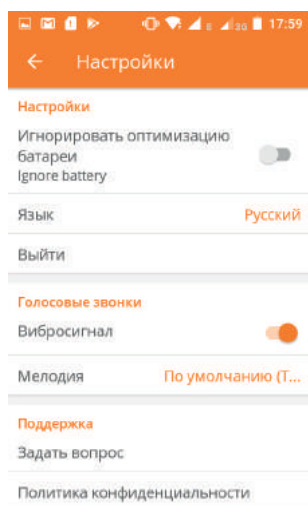 E 3G 17:59
Настройки
Настройки
Игнорировать оптимизацию
батареи
Ignore battery
Язык Русский
Выйти
Голосовые звонки
Вибросигнал
Мелодия По умолчанию (Т...
Поддержка
Задать вопрос
Политика конфиденциальности